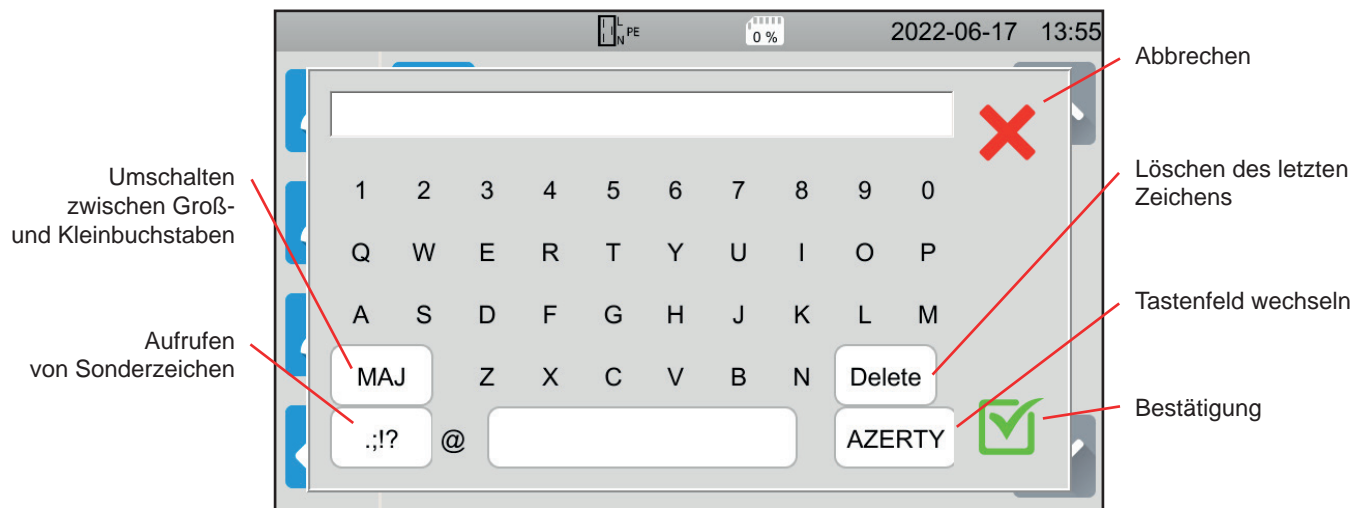 L
N PE
0 %
2022-06-17 13:55
Abbrechen
Umschalten
zwischen Groß-
und Kleinbuchstaben
Löschen des letzten
Zeichens
1 2 3 4 5 6 7 8 9 0
Q W E R T Y U I O P
A S D F G H J K L M
Tastenfeld wechseln
Aufrufen
von Sonderzeichen
MAJ Z X C V B N Delete
.;!? @ AZERTY
Bestätigung